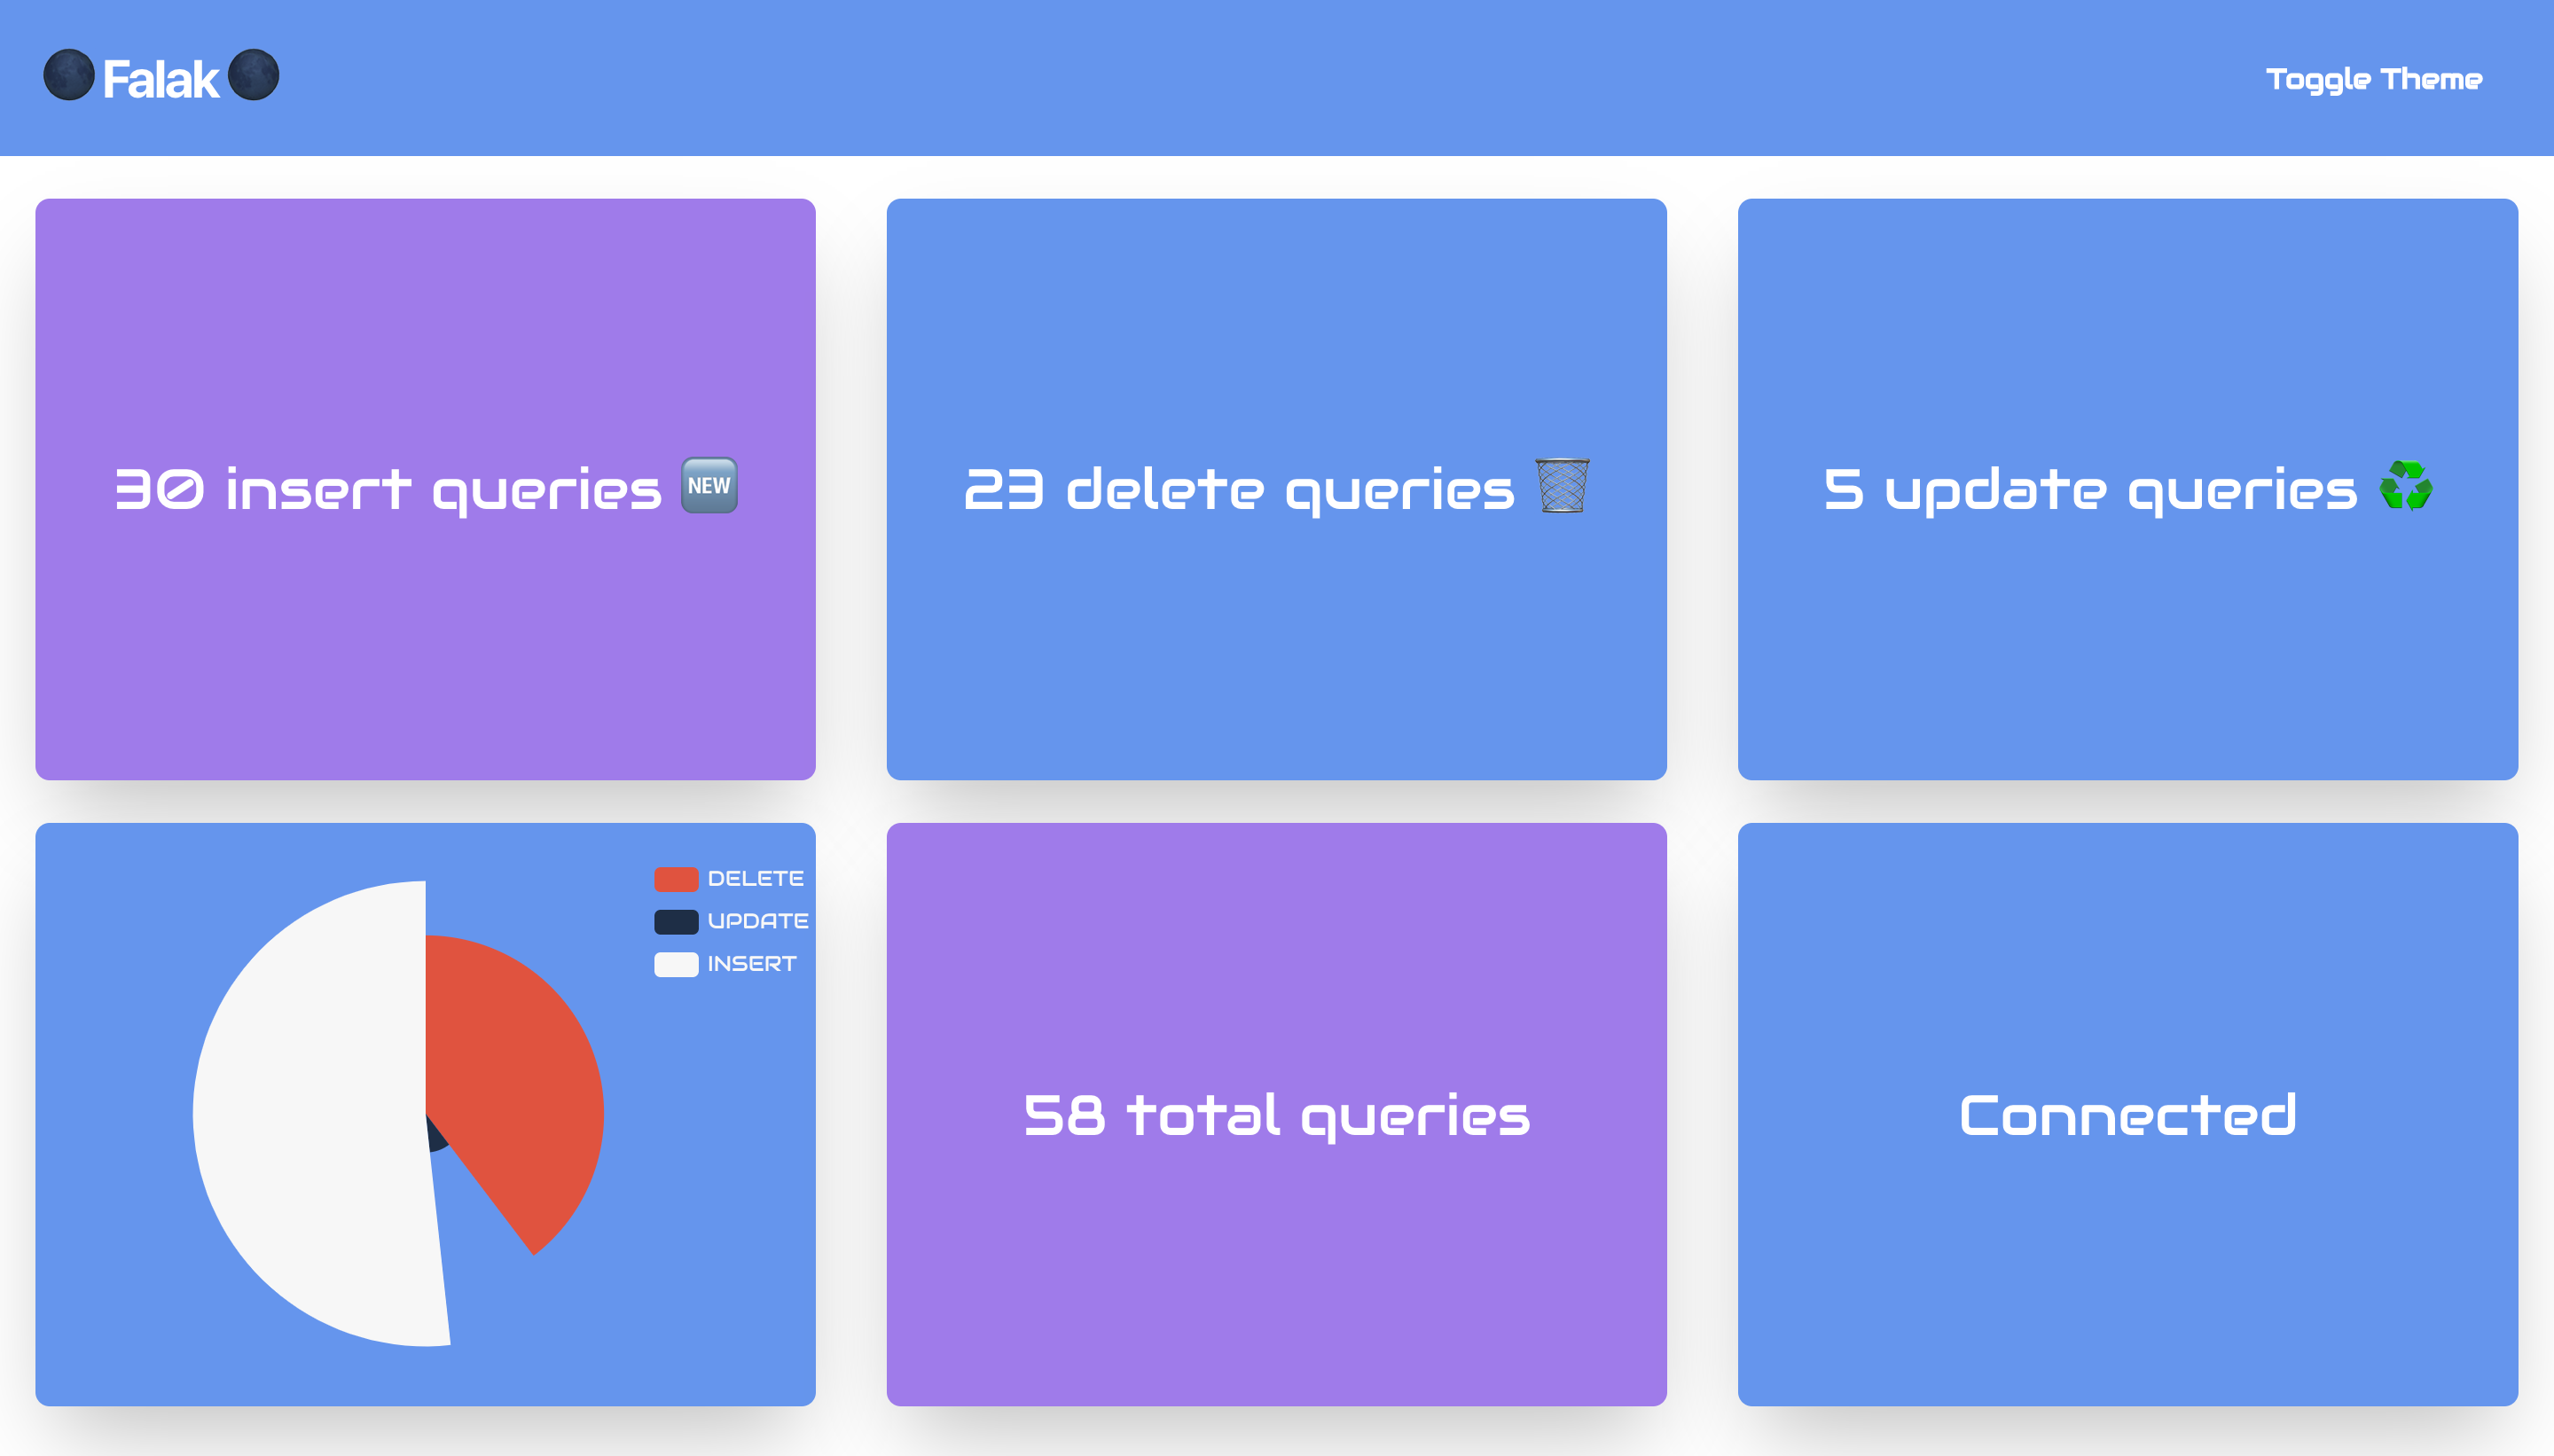 🌑 Falak 🌑
Toggle Theme
30 insert queries 🆕
23 delete queries 🗑️
5 update queries ♻️
DELETE
UPDATE
INSERT
58 total queries
Connected